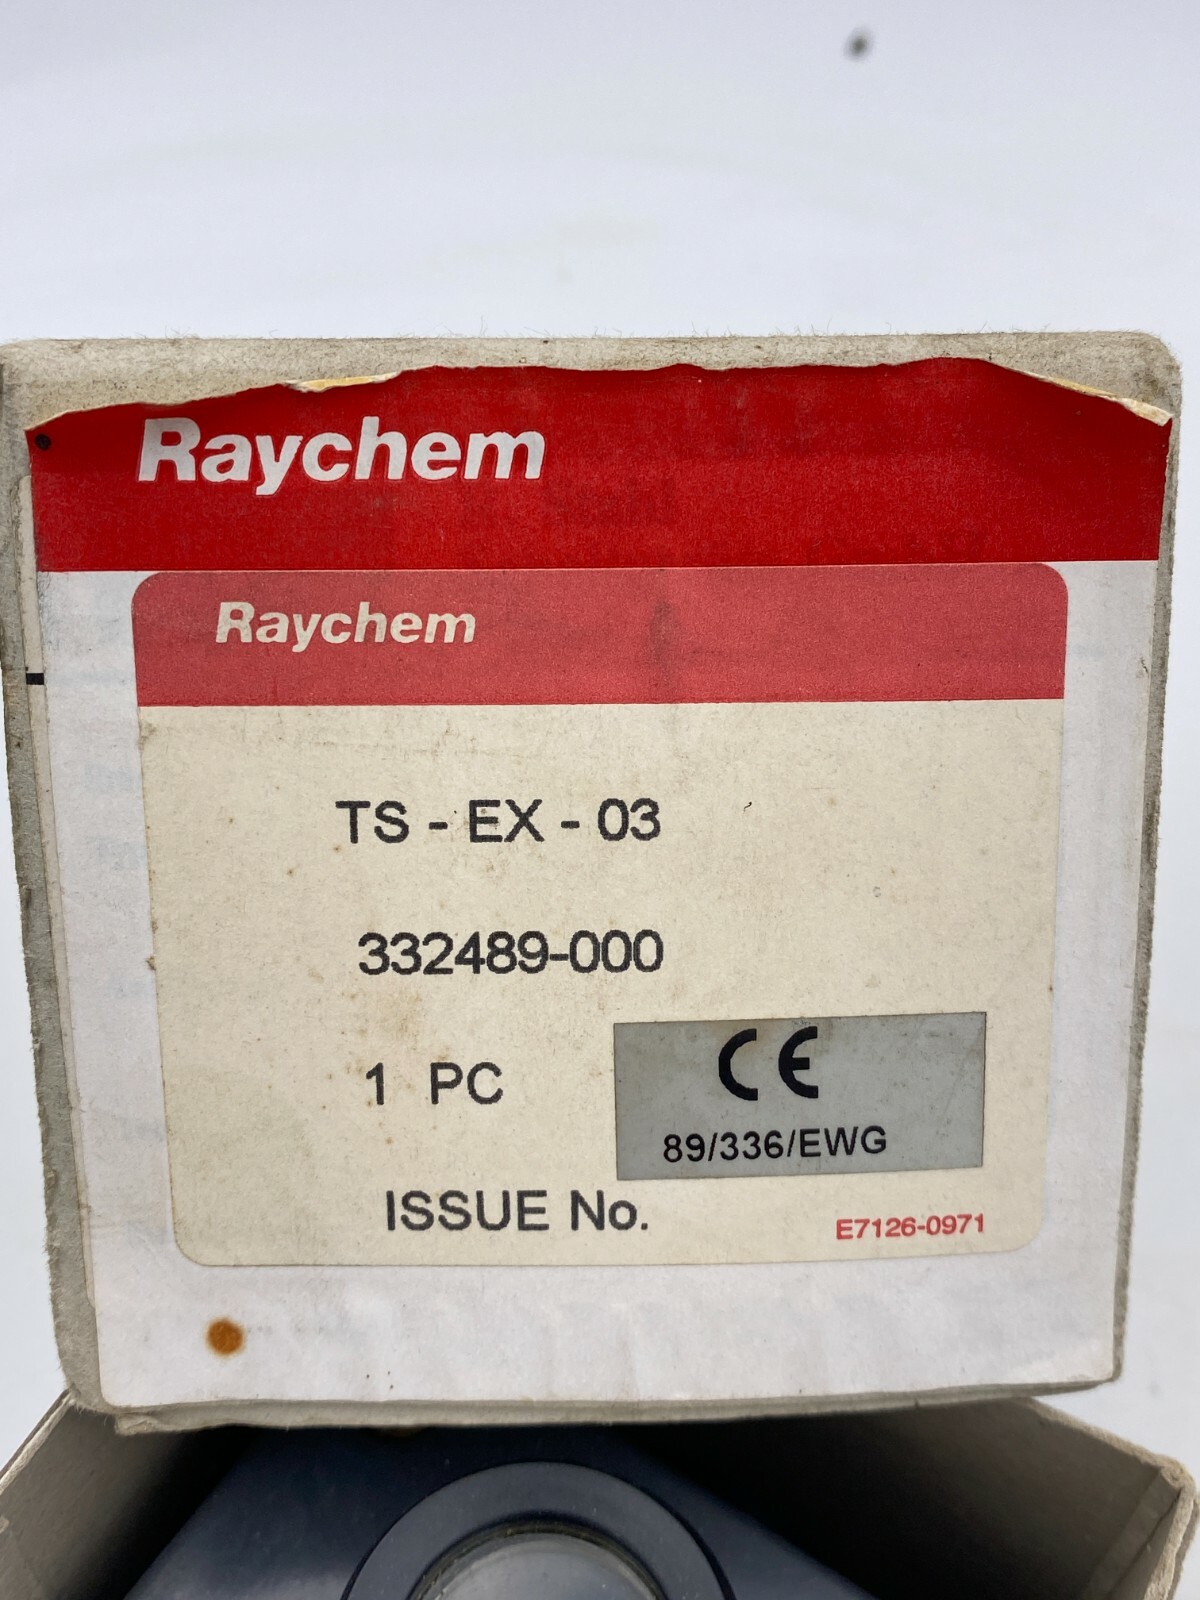 Raychem
Raychem
TS - EX - 03
332489-000
1 PC
CE
89/336/EWG
ISSUE No.
E7126-0971